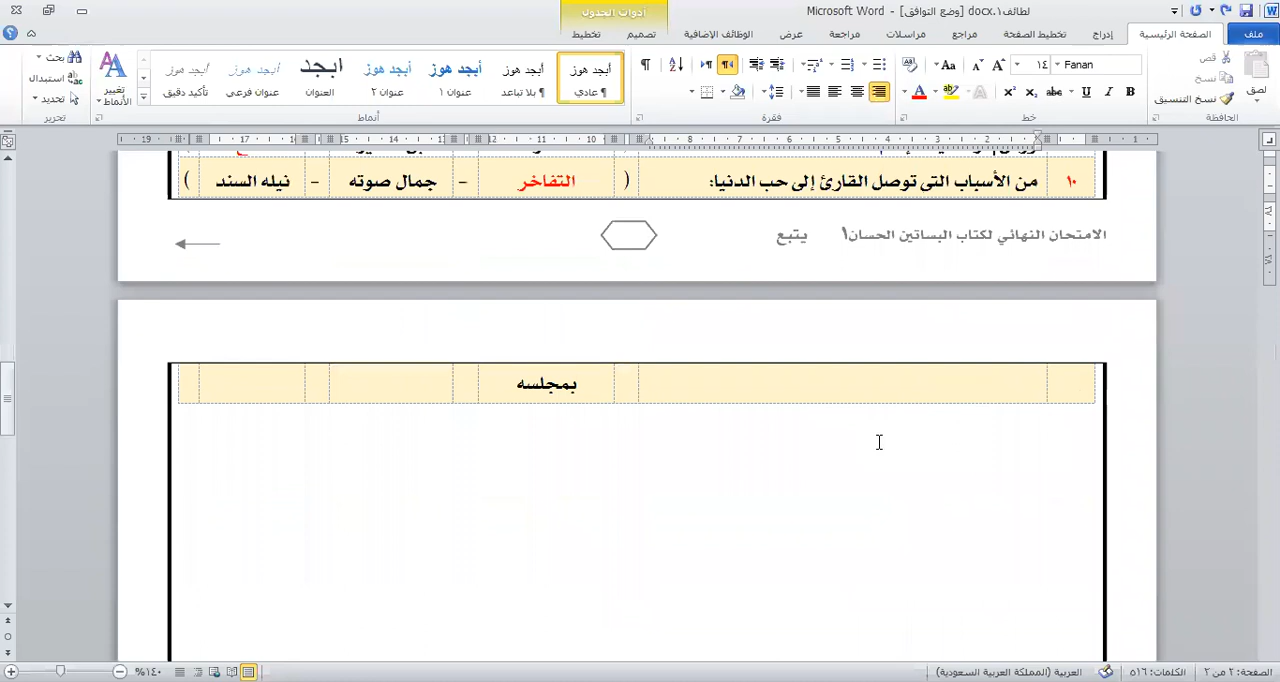 لطائف١.docx [وضع التوافق] - Microsoft Word
أدوات الجدول
ملف
الصفحة الرئيسية
إدراج
تخطيط الصفحة
مراجع
مراسلات
مراجعة
عرض
الوظائف الاضافية
تصميم
تخطيط
لصق
قص
نسخ
نسخ التنسيق
الحافظة
Fanan
١٤
خط
فقرة
أبجد هوز
¶ عادي
أبجد هوز
¶ بلا تباعد
أبجد هوز
عنوان ١
أبجد هوز
عنوان ٢
أبجد
العنوان
أبجد هوز
عنوان فرعي
أبجد هوز
تأكيد دقيق
تغيير الأنماط
أنماط
بحث
استبدال
تحديد
تحرير
١٠ من الأسباب التى توصل القارئ إلى حب الدنيا: ( التفاخر - جمال صوته - نيله السند )
الامتحان النهائي لكتاب البساتين الحسان١ يتبع
بمجلسه
الصفحة: ٢ من ٢
الكلمات: ٥١٦
العربية (المملكة العربية السعودية)
١٤٠%